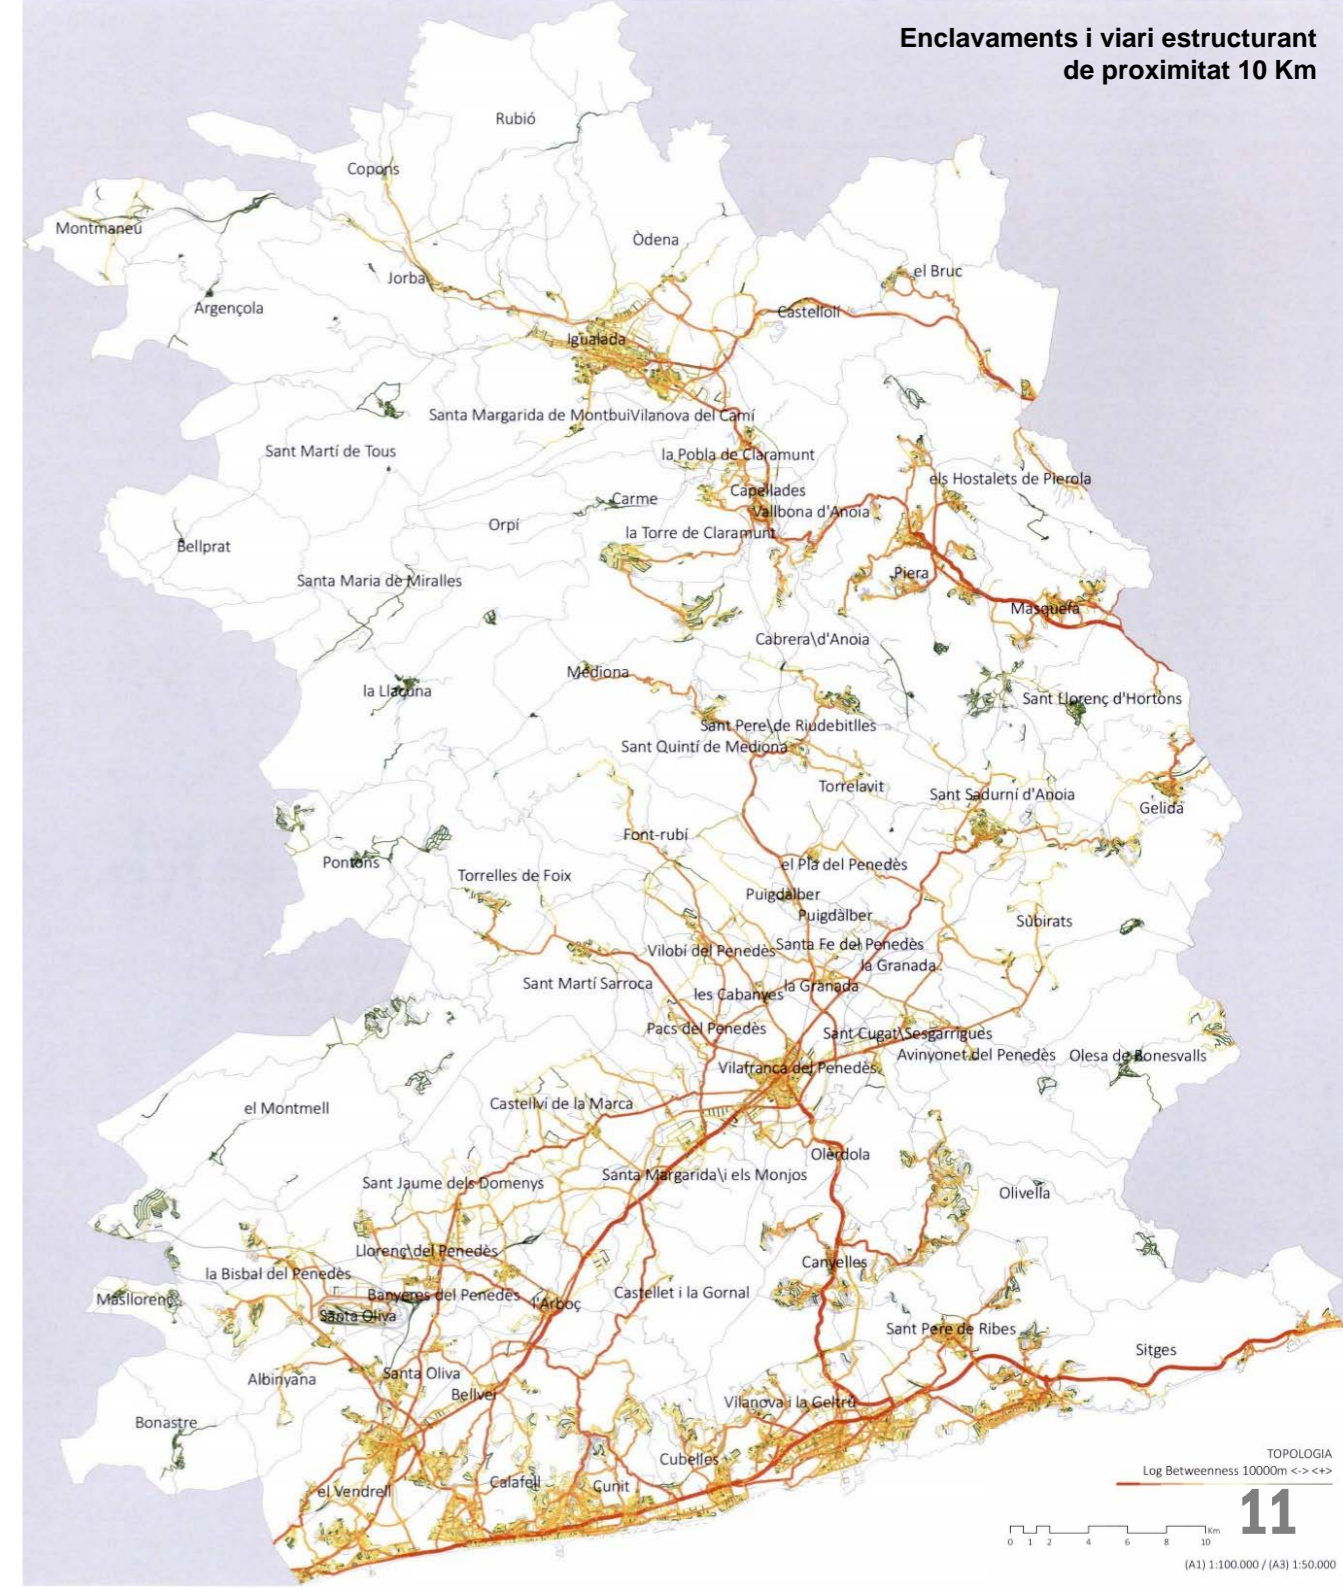 Enclavaments i viari estructurant
de proximitat 10 Km
Rubió
Copons
Montmaneu
Òdena
Jorba
el Bruc
Argençola
Castellolí
Igualada
Santa Margarida de Montbui
Vilanova del Camí
Sant Martí de Tous
la Pobla de Claramunt
els Hostalets de Pierola
Capellades
Carme
Vallbona d'Anoia
Orpí
la Torre de Claramunt
Bellprat
Santa Maria de Miralles
Piera
Masquefa
Cabrera\d'Anoia
Mediona
la Llacuna
Sant Llorenç d'Hortons
Sant Pere\de Riudebitlles
Sant Quintí de Mediona
Torrelavit
Sant Sadurní d'Anoia
Gelida
Font-rubí
Pontons
el Pla del Penedès
Torrelles de Foix
Puigdàlber
Puigdàlber
Subirats
Vilobí del Penedès
Santa Fe del Penedès
la Granada
Sant Martí Sarroca
les Cabanyes
la Granada
Pacs del Penedès
Sant Cugat\Sesgarrigues
Avinyonet del Penedès
Olesa de Bonesvalls
Vilafranca del Penedès
Castellví de la Marca
el Montmell
Olèrdola
Santa Margarida\i els Monjos
Sant Jaume dels Domenys
Olivella
Llorenç\del Penedès
Canyelles
la Bisbal del Penedès
Banyeres del Penedès
Castellet i la Gornal
Masllorenç
l'Arboç
Santa Oliva
Sant Pere de Ribes
Sitges
Albinyana
Santa Oliva
Bellvei
Vilanova i la Geltrú
Bonastre
Cubelles
Calafell
Cunit
el Vendrell
TOPOLOGIA
Log Betweenness 10000m <-> <+>
11
Km
0 1 2 4 6 8 10
(A1) 1:100.000 / (A3) 1:50.000